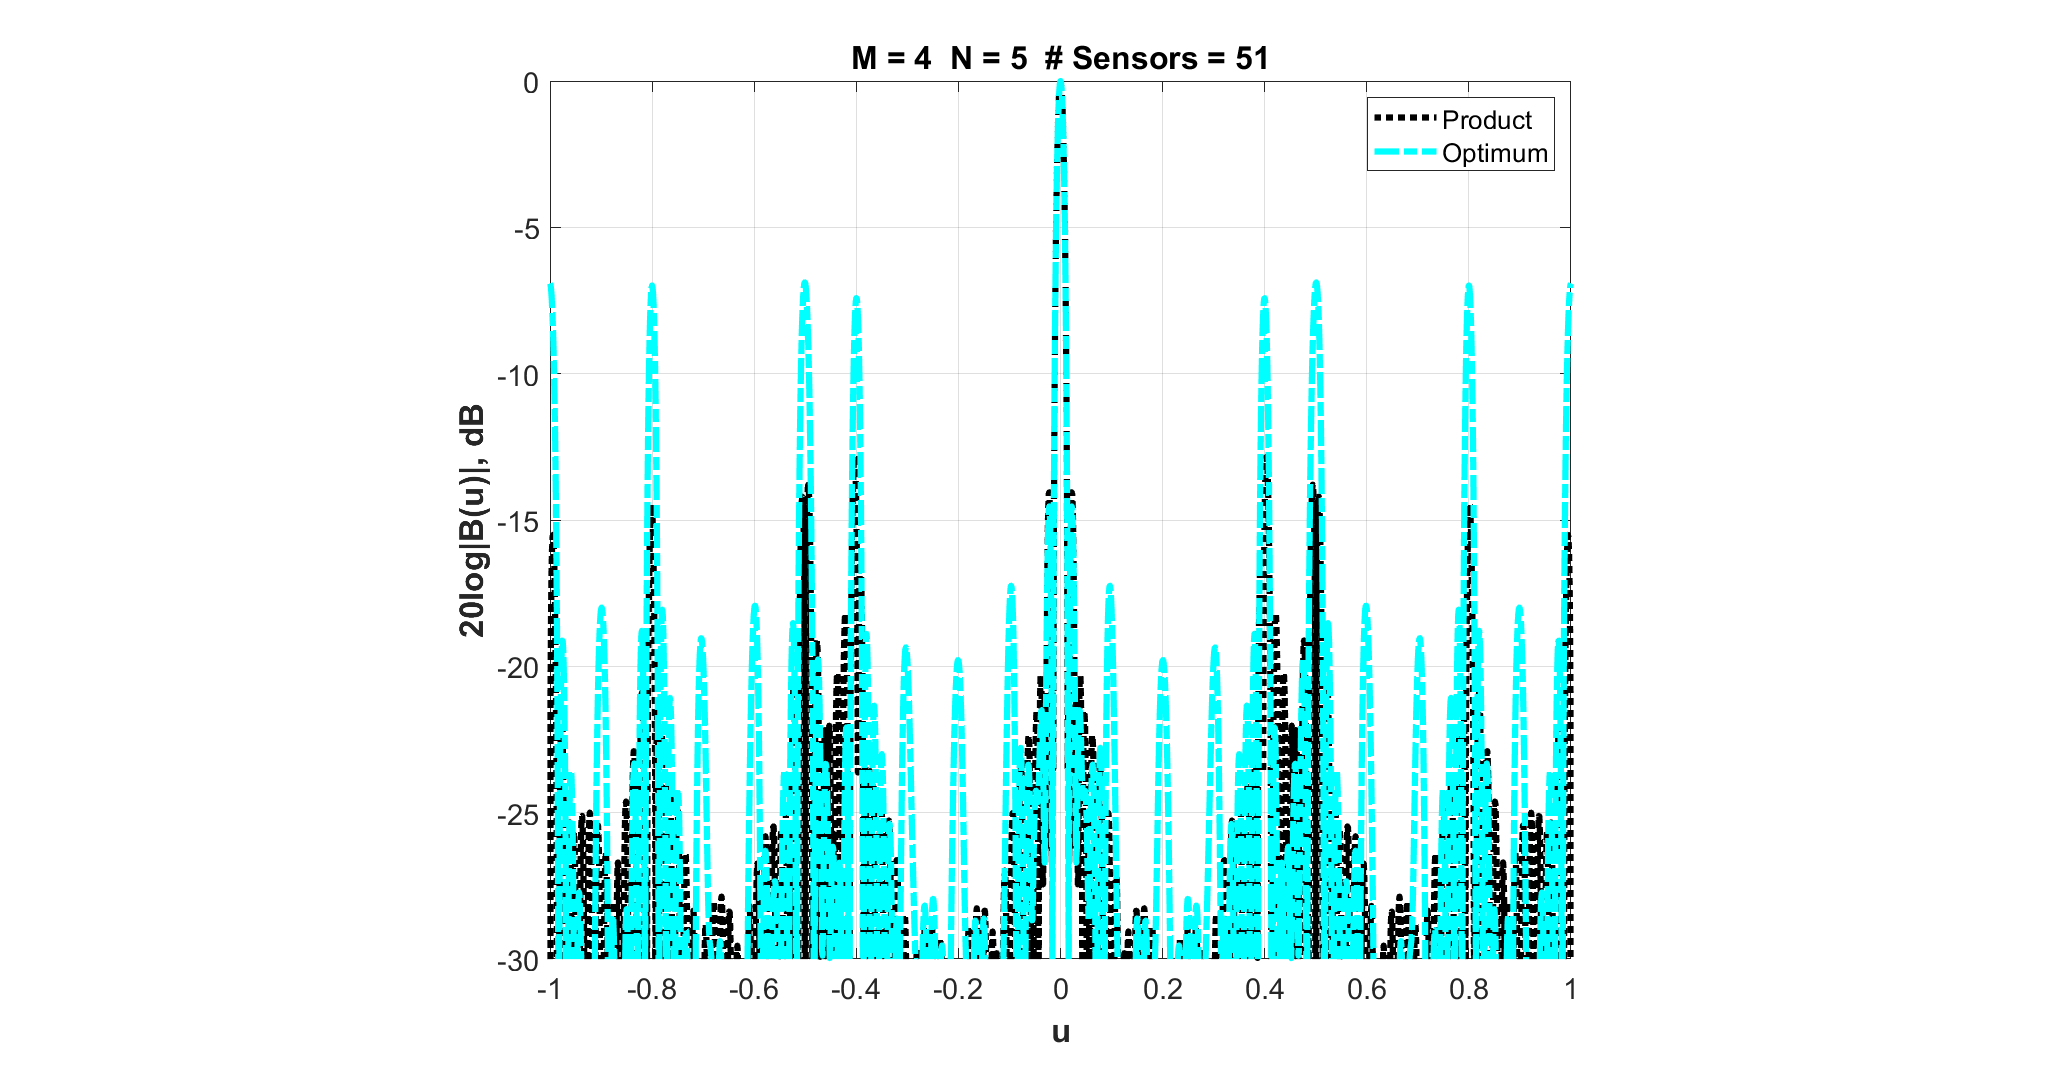 M = 4  N = 5  # Sensors = 51
Product
Optimum
0
-5
-10
-15
-20
-25
-30
20log|B(u)|, dB
-1 -0.8 -0.6 -0.4 -0.2 0 0.2 0.4 0.6 0.8 1
u